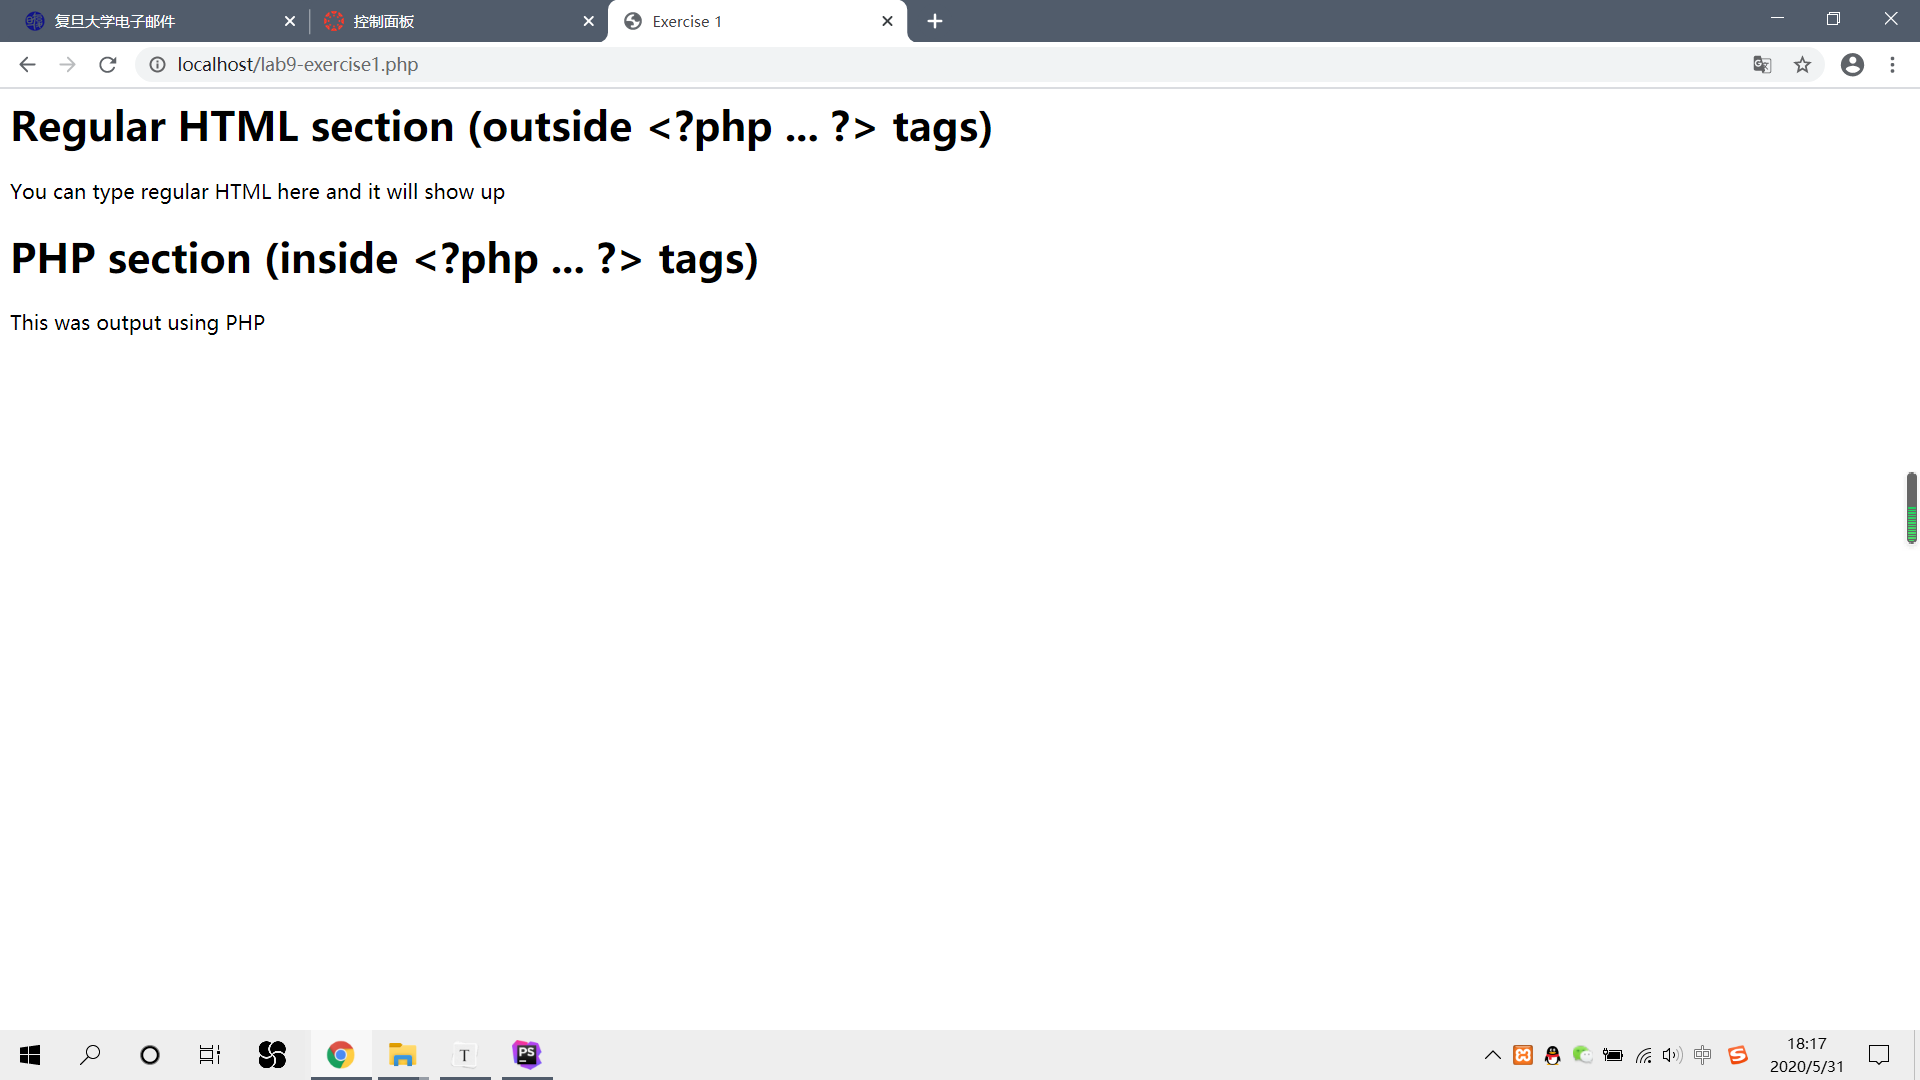 复旦大学电子邮件
控制面板
Exercise 1
localhost/lab9-exercise1.php
Regular HTML section (outside <?php ... ?> tags)
You can type regular HTML here and it will show up
PHP section (inside <?php ... ?> tags)
This was output using PHP
T
PS
中
18:17
2020/5/31